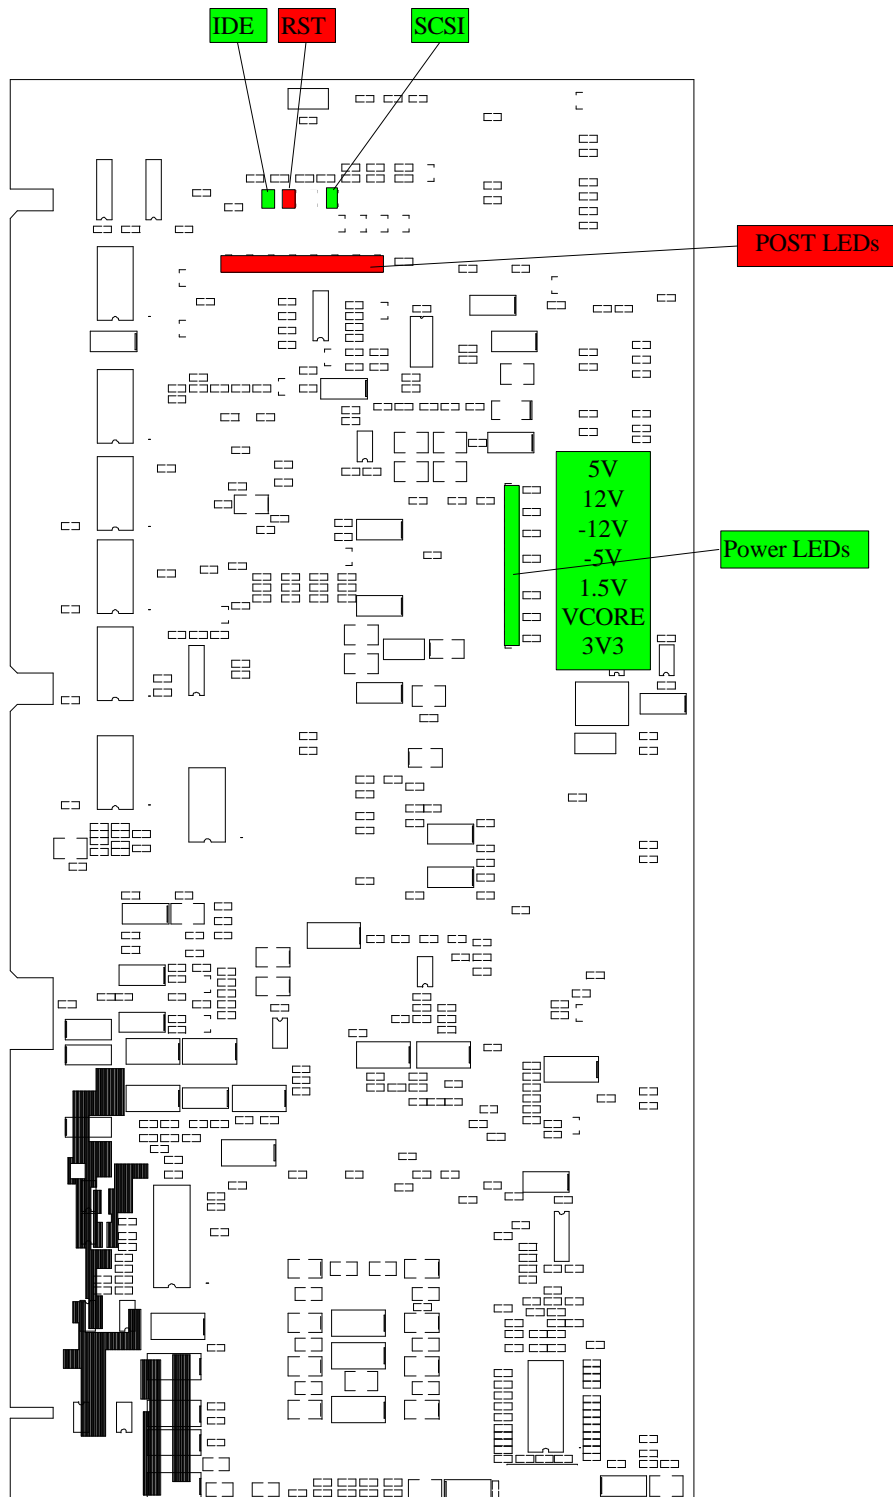 IDE
RST
SCSI
POST LEDs
5V
12V
-12V
-5V
1.5V
VCORE
3V3
Power LEDs